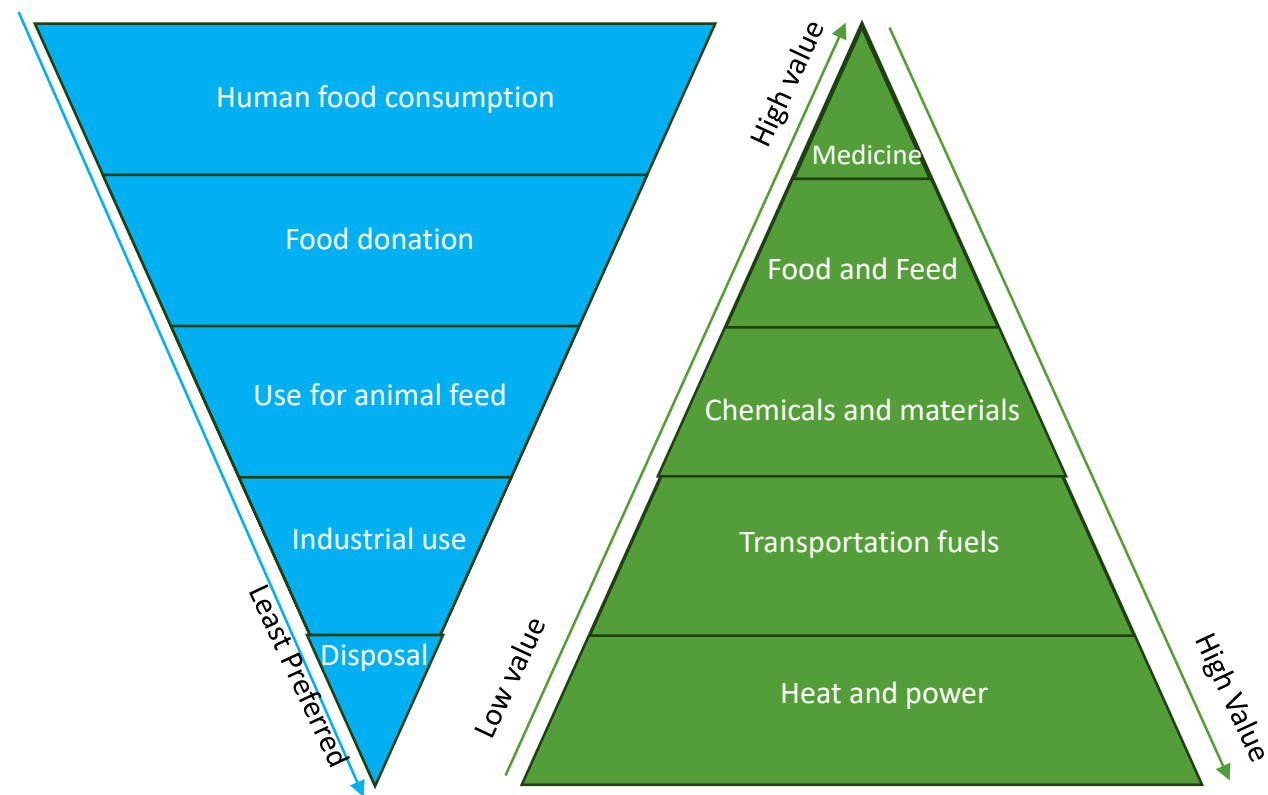 Human food consumption
Food donation
Use for animal feed
Industrial use
Disposal
Least Preferred
High value
Low value
Medicine
Food and Feed
Chemicals and materials
Transportation fuels
Heat and power
High Value